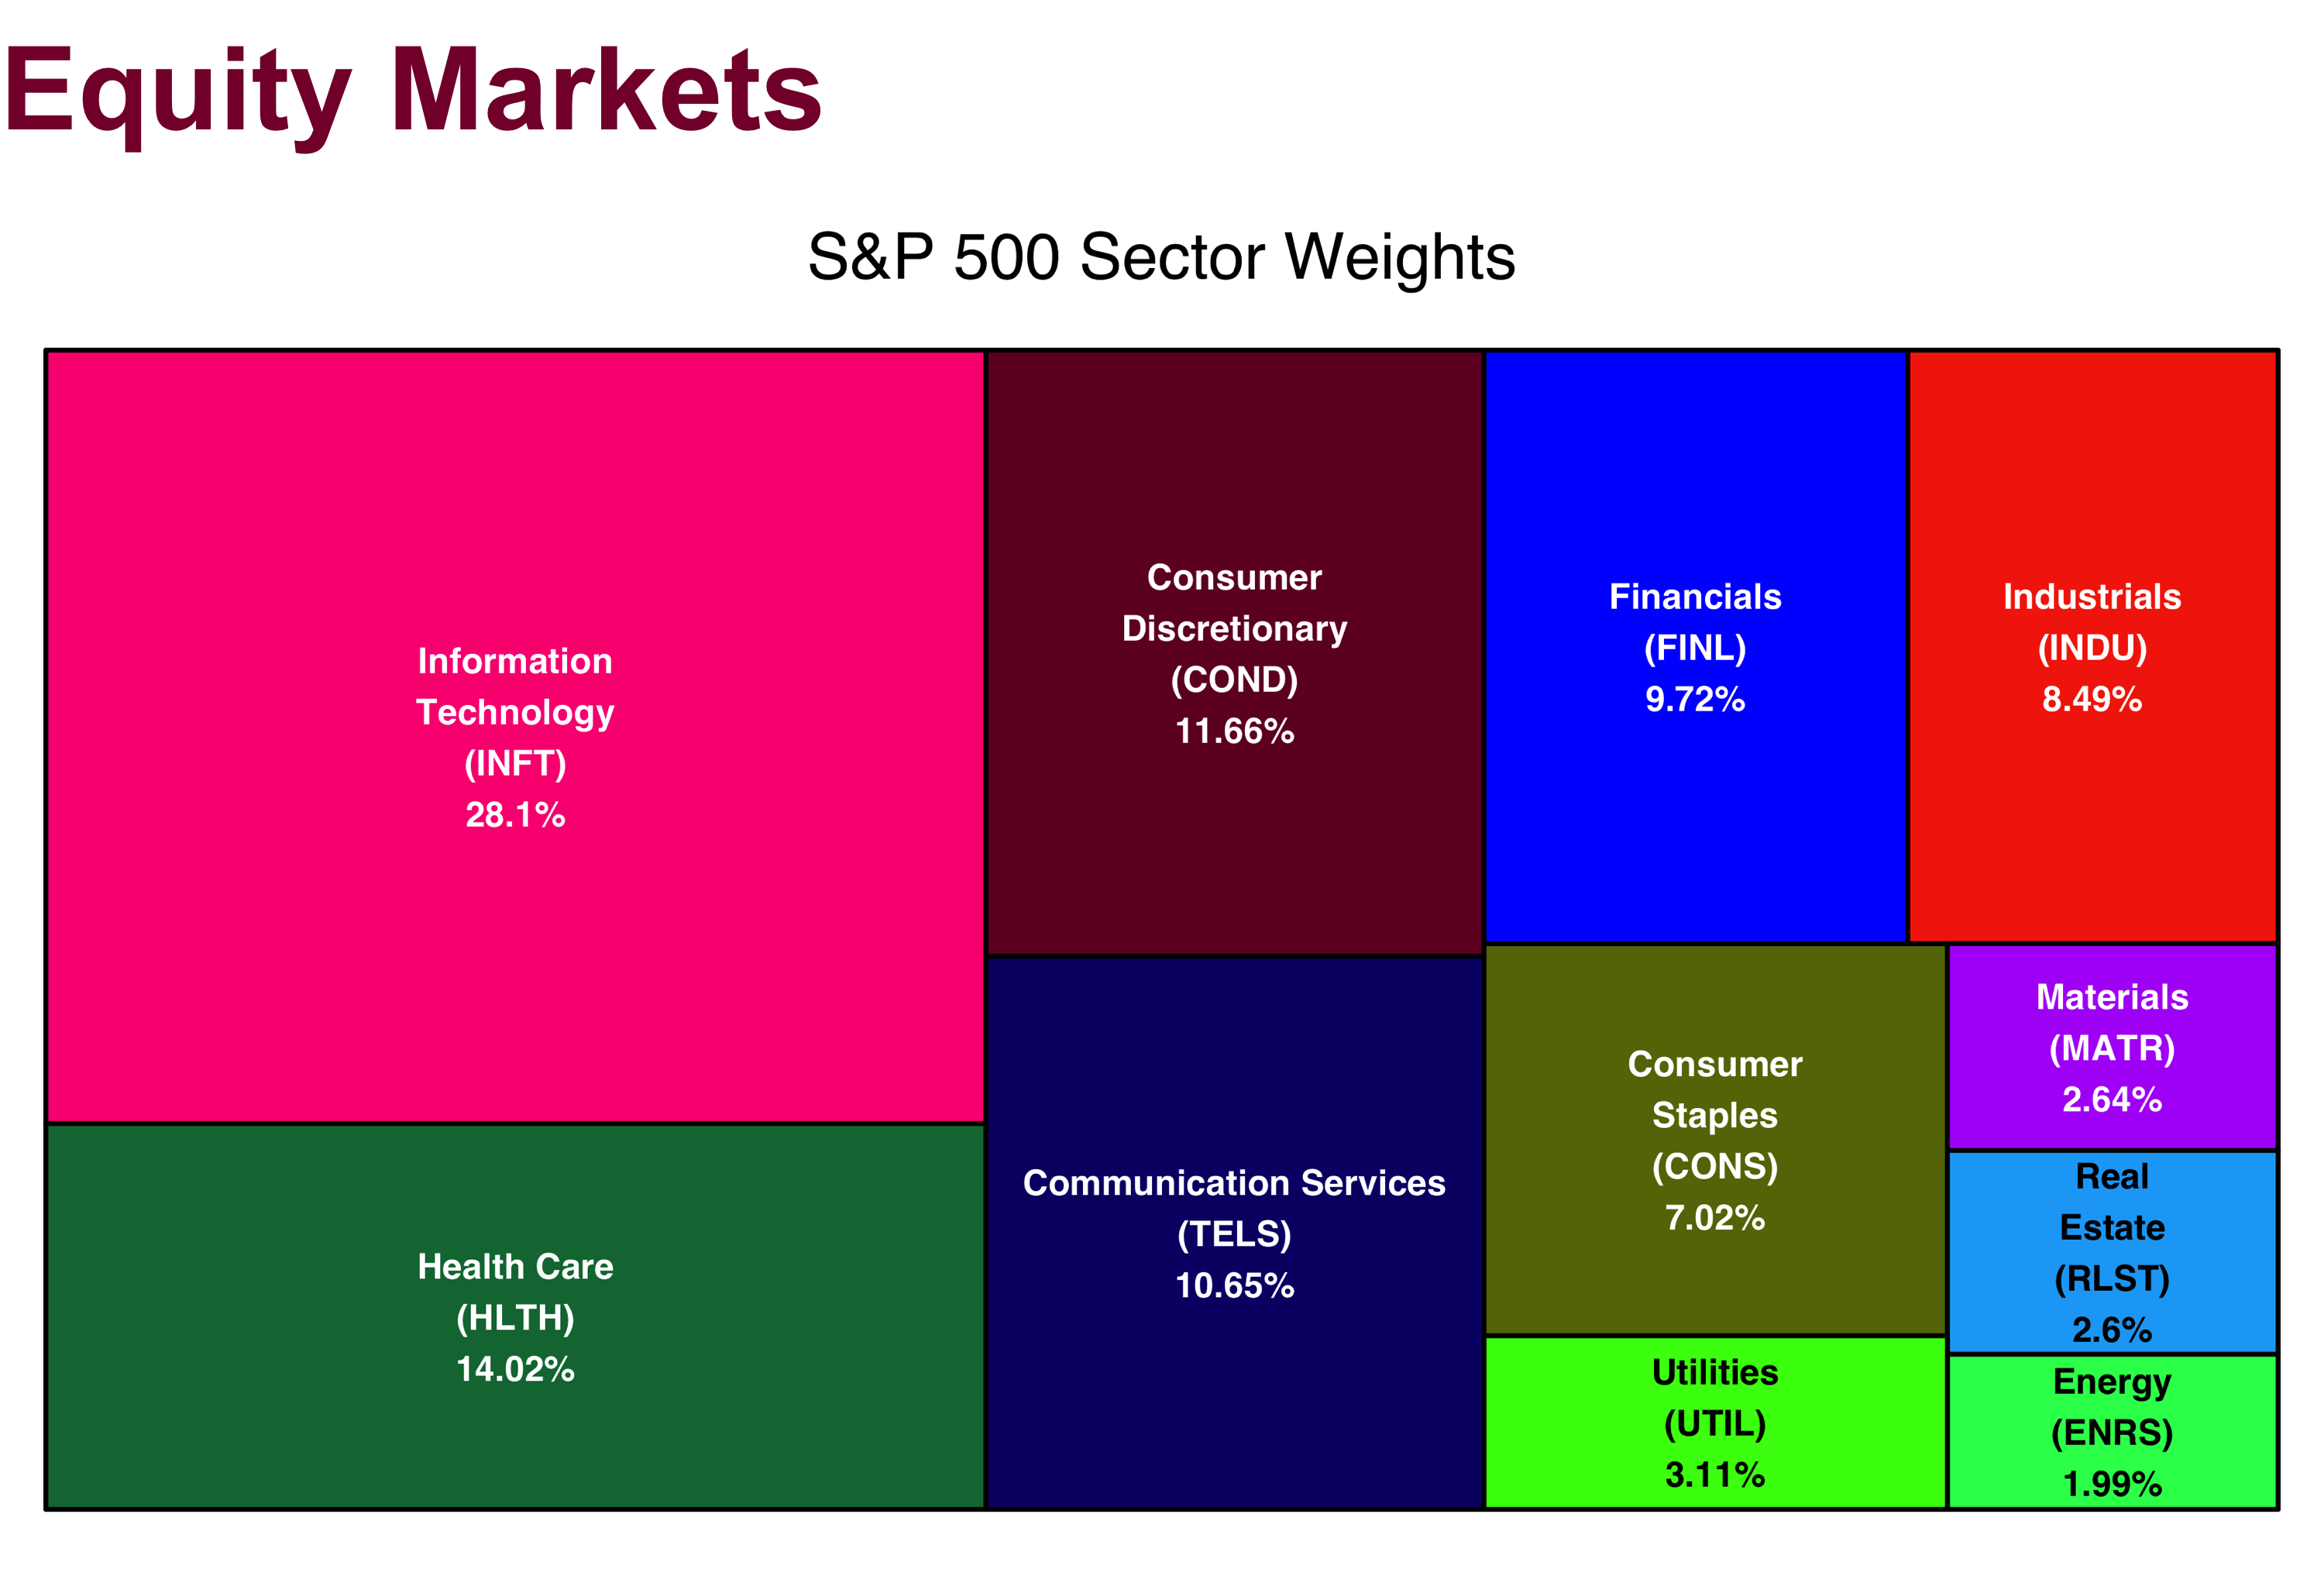 Equity Markets
S&P 500 Sector Weights
Information
Technology
(INFT)
28.1%
Health Care
(HLTH)
14.02%
Consumer
Discretionary
(COND)
11.66%
Communication Services
(TELS)
10.65%
Financials
(FINL)
9.72%
Industrials
(INDU)
8.49%
Consumer
Staples
(CONS)
7.02%
Utilities
(UTIL)
3.11%
Materials
(MATR)
2.64%
Real
Estate
(RLST)
2.6%
Energy
(ENRS)
1.99%